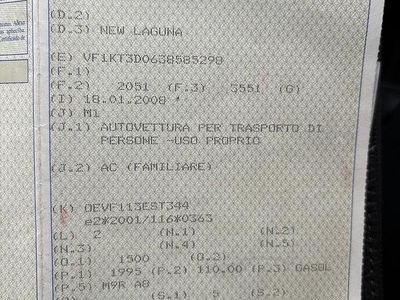 (D.2)
(D.3) NEW LAGUNA
(E) VF1KT3D0638585298
(F.1)
(F.2) 2051 (F.3) 3551 (G)
(I) 18.01.2008
(J) M1
(J.1) AUTOVETTURA PER TRASPORTO DI
PERSONE -USO PROPRIO
(J.2) AC (FAMILIARE)
(K) OEVF113EST344
e2*2001/116*0363
(L) 2 (N.1) (N.2)
(N.3) (N.4) (N.5)
(O.1) 1500 (O.2)
(P.1) 1995 (P.2) 110.00 (P.3) GASOL
(P.5) M9R A8
(S.1) 5 (S.2)